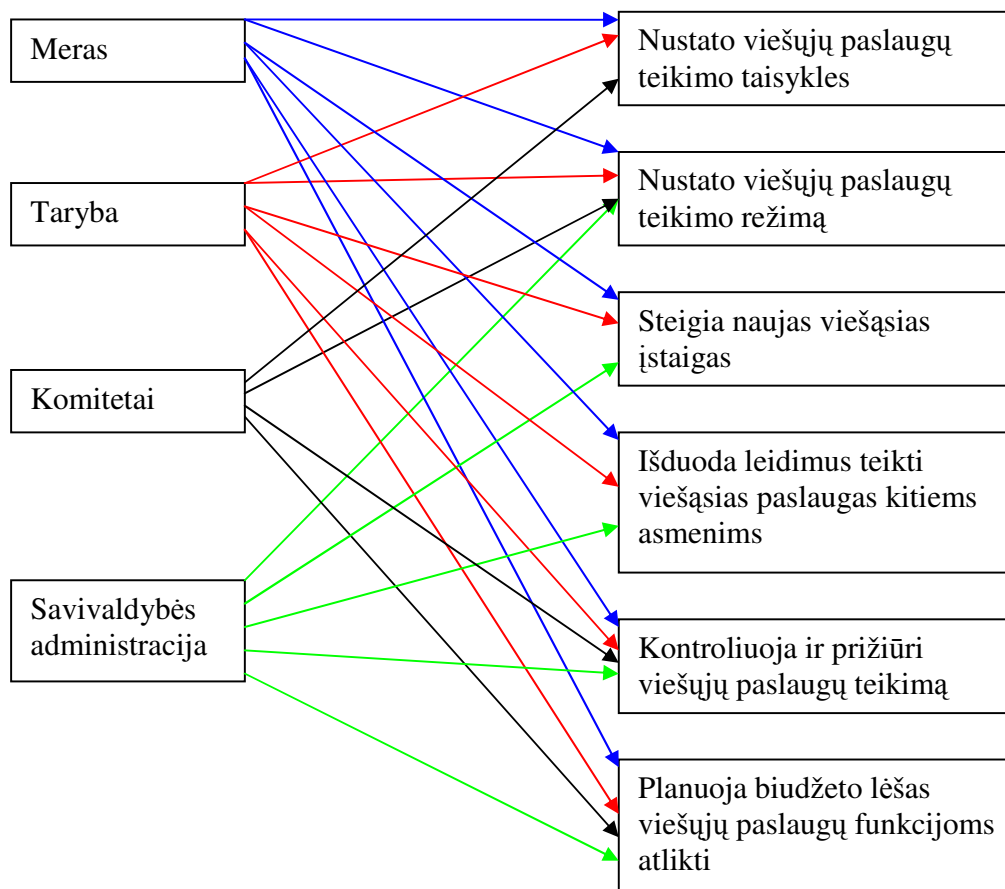 Meras
Taryba
Komitetai
Savivaldybės
administracija
Nustato viešųjų paslaugų
teikimo taisykles
Nustato viešųjų paslaugų
teikimo režimą
Steigia naujas viešąsias
įstaigas
Išduoda leidimus teikti
viešąsias paslaugas kitiems
asmenims
Kontroliuoja ir prižiūri
viešųjų paslaugų teikimą
Planuoja biudžeto lėšas
viešųjų paslaugų funkcijoms
atlikti